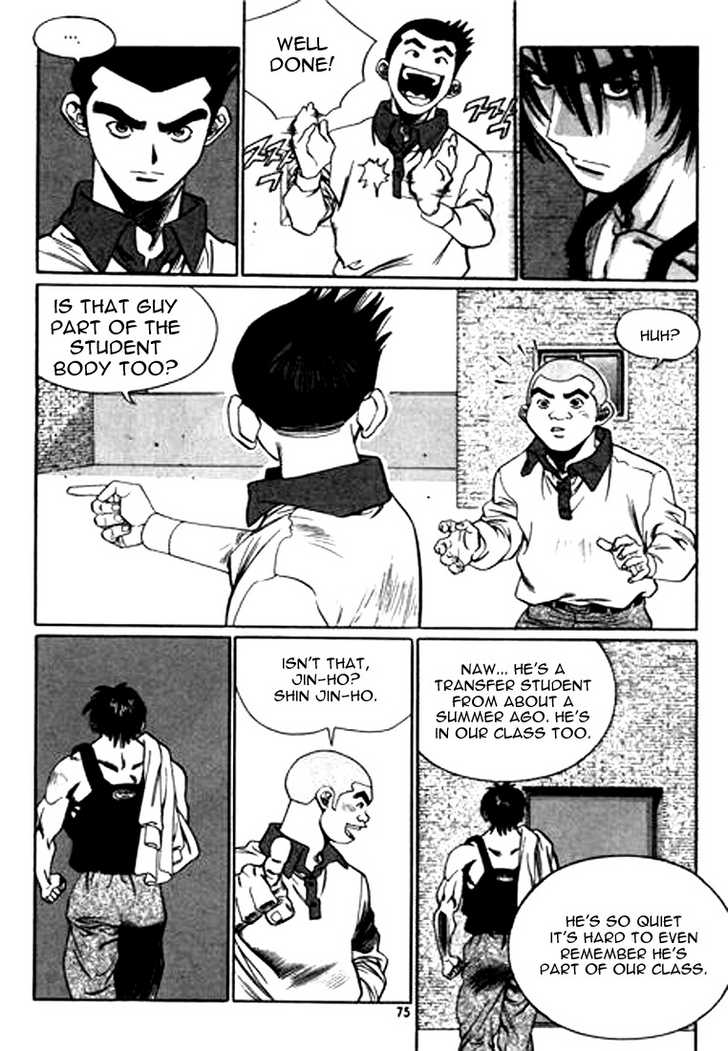 ...
WELL
DONE!
IS THAT GUY
PART OF THE
STUDENT
BODY TOO?
HUH?
ISN'T THAT,
JIN-HO?
SHIN JIN-HO.
NAW... HE'S A
TRANSFER STUDENT
FROM ABOUT A
SUMMER AGO. HE'S
IN OUR CLASS TOO.
HE'S SO QUIET
IT'S HARD TO EVEN
REMEMBER HE'S
PART OF OUR CLASS.
75